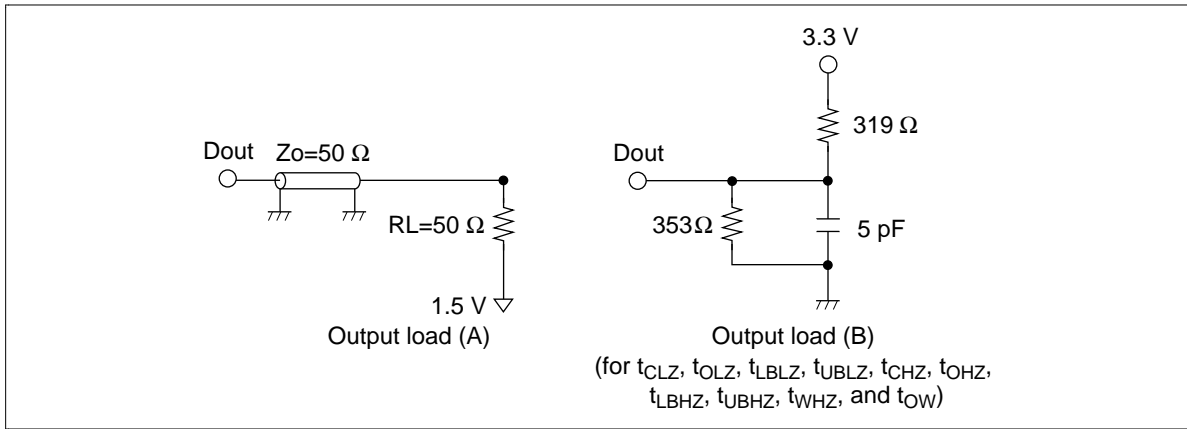 Dout
Zo=50 Ω
RL=50 Ω
1.5 V
Output load (A)
3.3 V
319 Ω
Dout
353Ω
5 pF
Output load (B)
(for tCLZ, tOLZ, tLBLZ, tUBLZ, tCHZ, tOHZ,
tLBHZ, tUBHZ, tWHZ, and tOW)